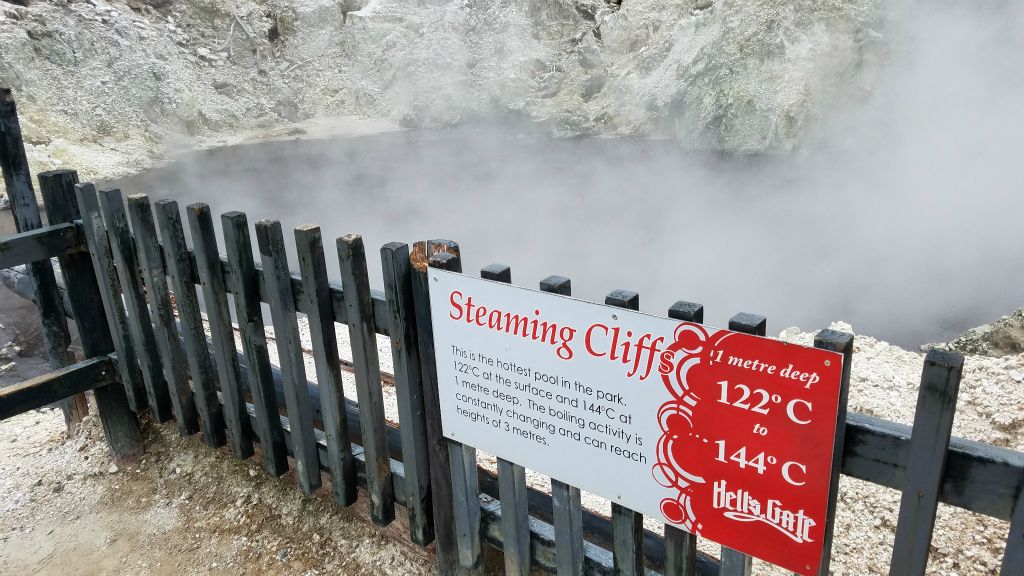 Steaming Cliffs
This is the hottest pool in the park.
122°C at the surface and 144°C at
1 metre deep. The boiling activity is
constantly changing and can reach
heights of 3 metres.
1 metre deep
122° C
to
144° C
Hell's Gate